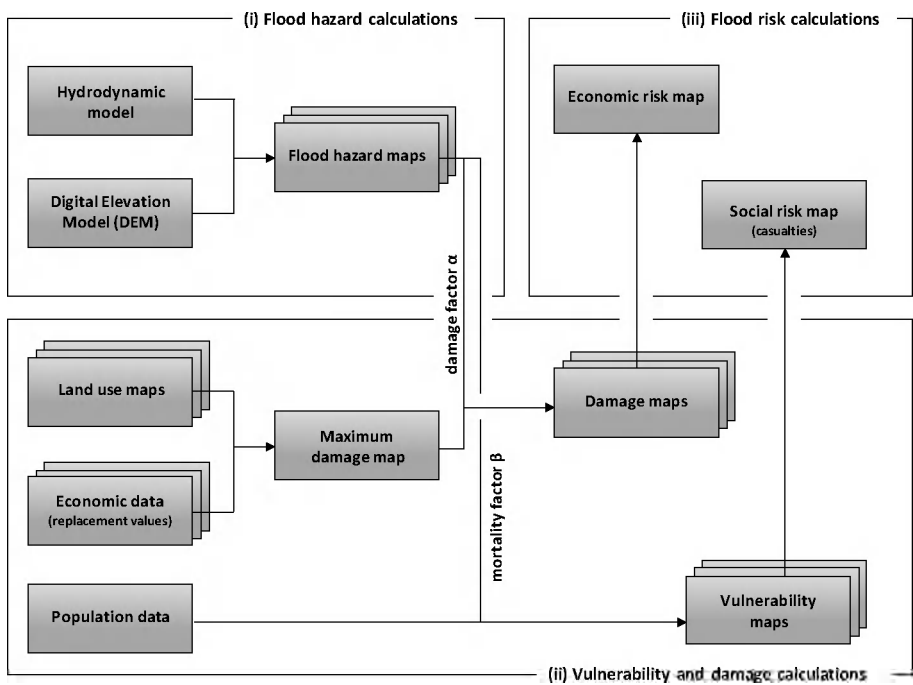 (i) Flood hazard calculations
Hydrodynamic
model
Digital Elevation
Model (DEM)
Flood hazard maps
(iii) Flood risk calculations
Economic risk map
Social risk map
(casualties)
damage factor α
mortality factor β
Land use maps
Economic data
(replacement values)
Maximum
damage map
Damage maps
Population data
Vulnerability
maps
(ii) Vulnerability and damage calculations